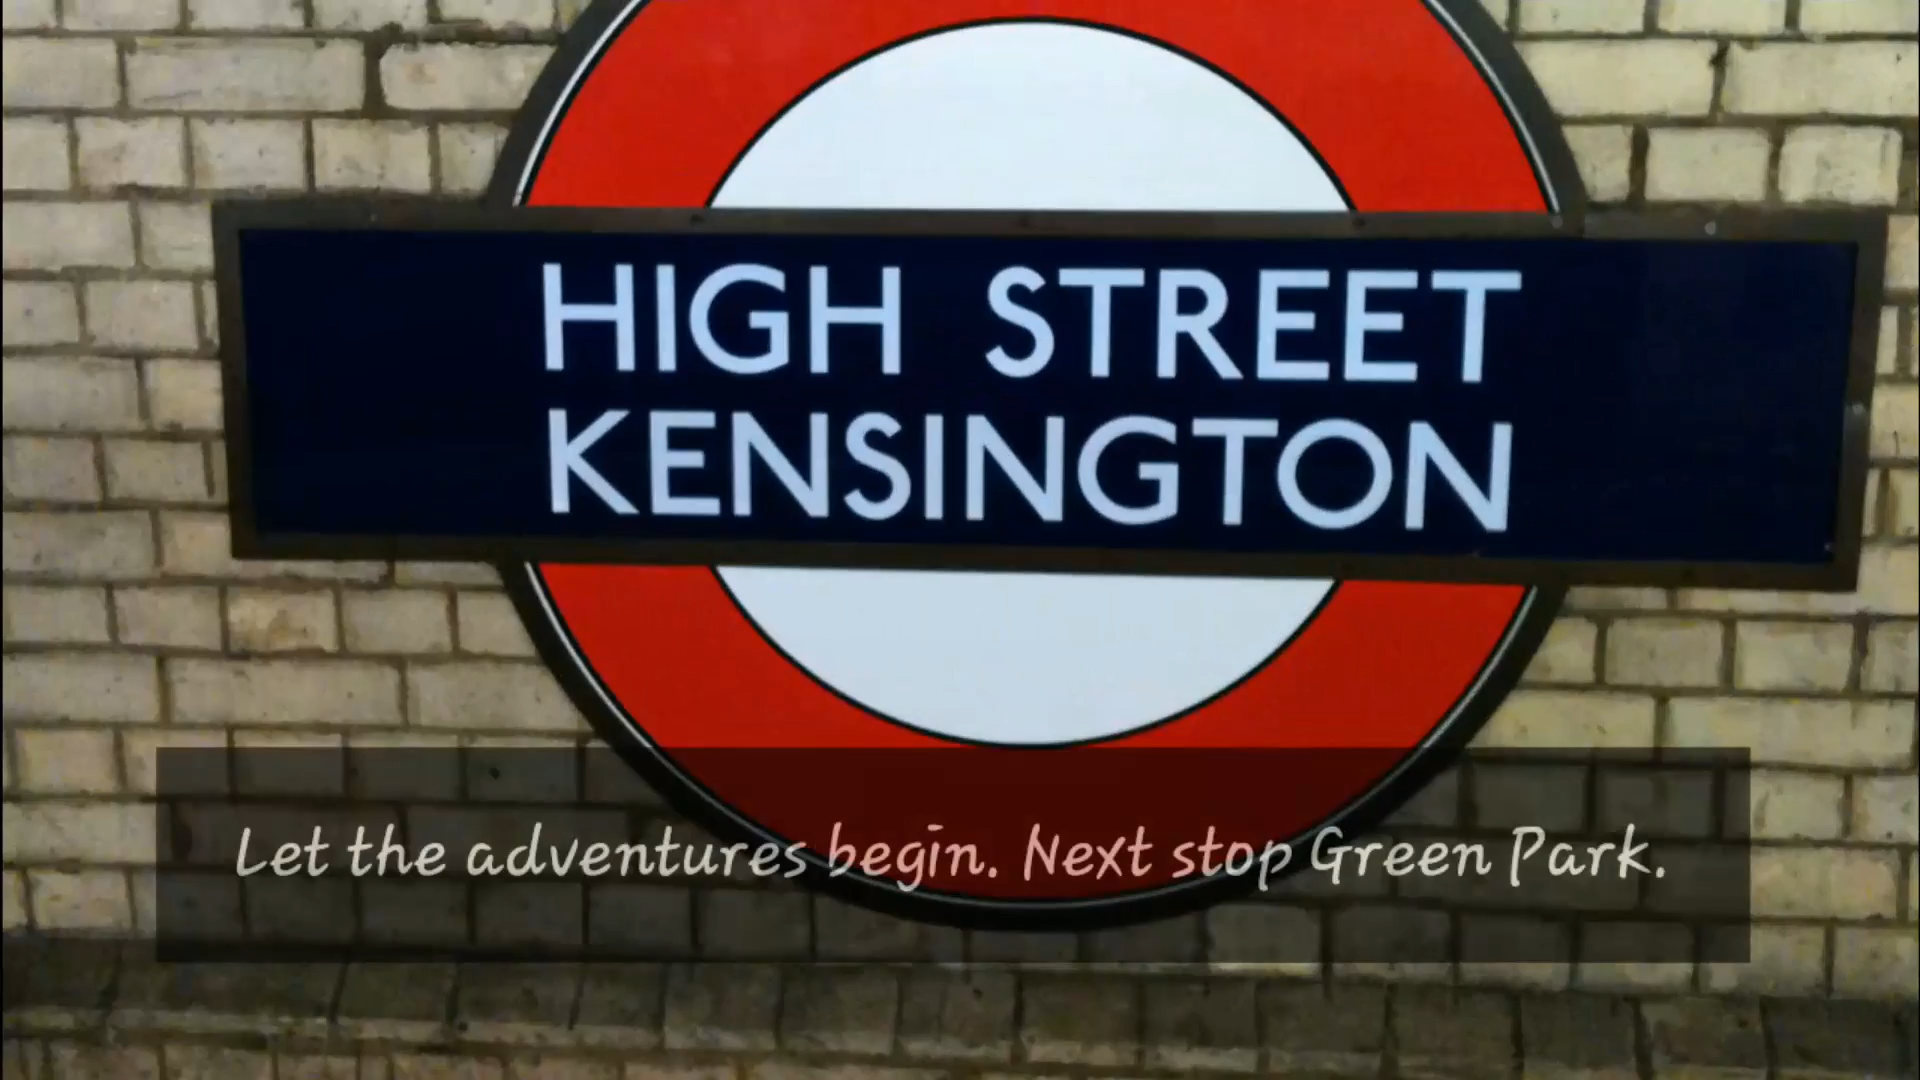 HIGH STREET
KENSINGTON
Let the adventures begin. Next stop Green Park.